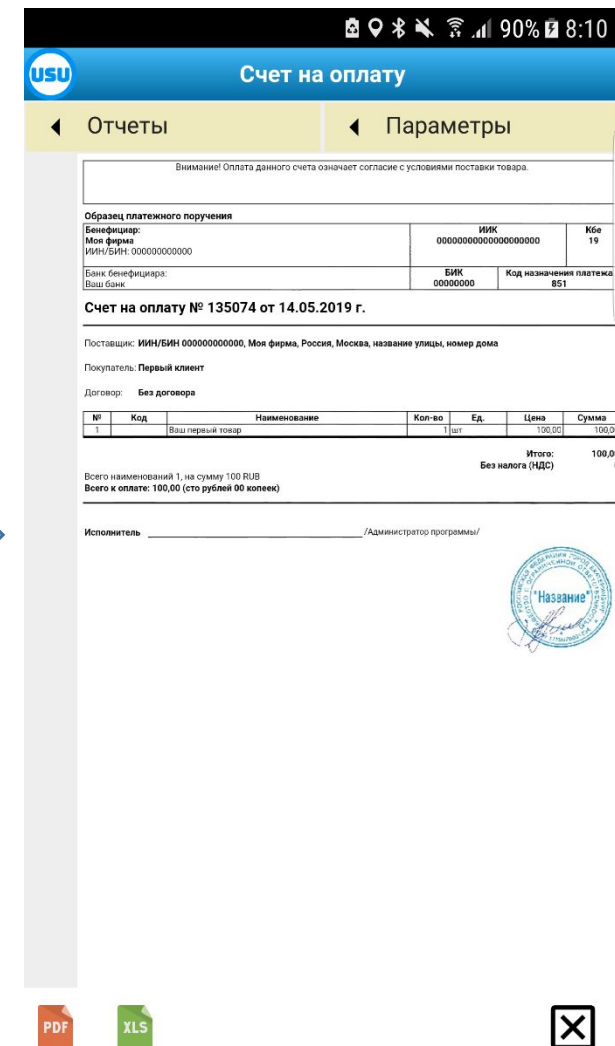 90% 8:10
USU Счет на оплату
Отчеты Параметры
Внимание! Оплата данного счета означает согласие с условиями поставки товара.
Образец платежного поручения
Бенефициар: ИИК Кбе
Моя фирма 00000000000000000000 19
ИИН/БИН: 000000000000
Банк бенефициара: БИК Код назначения платежа
Ваш банк 00000000 851
Счет на оплату № 135074 от 14.05.2019 г.
Поставщик: ИИН/БИН 000000000000, Моя фирма, Россия, Москва, название улицы, номер дома
Покупатель: Первый клиент
Договор: Без договора
№ Код Наименование Кол-во Ед. Цена Сумма
1 Ваш первый товар 1 шт 100,00 100,0
Итого: 100,0
Без налога (НДС)
Всего наименований 1, на сумму 100 RUB
Всего к оплате: 100,00 (сто рублей 00 копеек)
Исполнитель /Администратор программы/
"Название"
PDF XLS